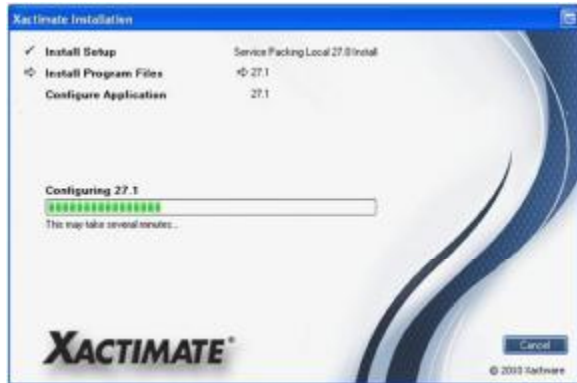 Xactimate Installation
Install Setup Service Packing Local 27.0 Install
Install Program Files 27.1
Configure Application 27.1
Configuring 27.1
This may take several minutes...
XACTIMATE®
Cancel
© 2010 Xactware